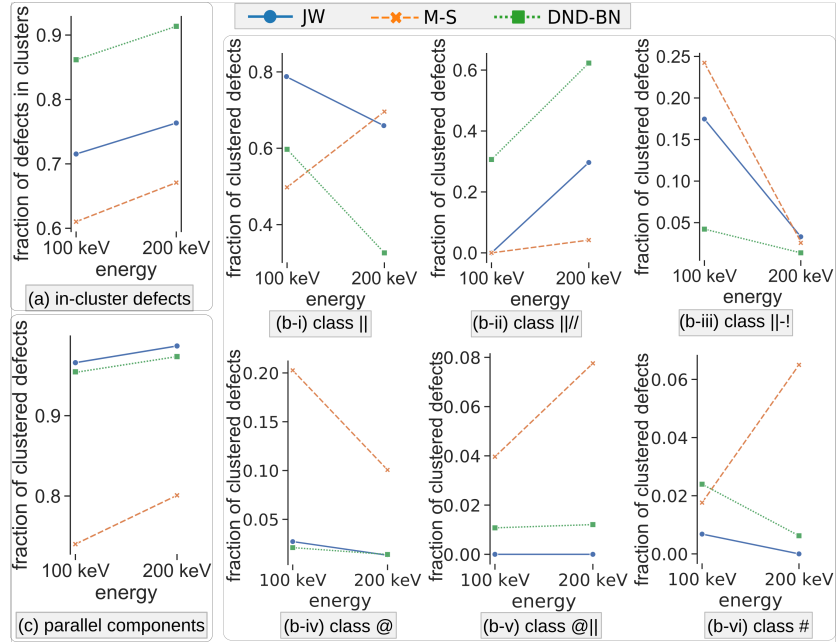 JW
M-S
DND-BN
fraction of defects in clusters
0.9
0.8
0.7
0.6
100 keV
200 keV
energy
(a) in-cluster defects
fraction of clustered defects
0.8
0.6
0.4
100 keV
200 keV
energy
(b-i) class ||
fraction of clustered defects
0.6
0.4
0.2
0.0
100 keV
200 keV
energy
(b-ii) class ||//
fraction of clustered defects
0.25
0.20
0.15
0.10
0.05
100 keV
200 keV
energy
(b-iii) class ||-!
fraction of clustered defects
0.9
0.8
100 keV
200 keV
energy
(c) parallel components
fraction of clustered defects
0.20
0.15
0.10
0.05
100 keV
200 keV
energy
(b-iv) class @
fraction of clustered defects
0.08
0.06
0.04
0.02
0.00
100 keV
200 keV
energy
(b-v) class @||
fraction of clustered defects
0.06
0.04
0.02
0.00
100 keV
200 keV
energy
(b-vi) class #